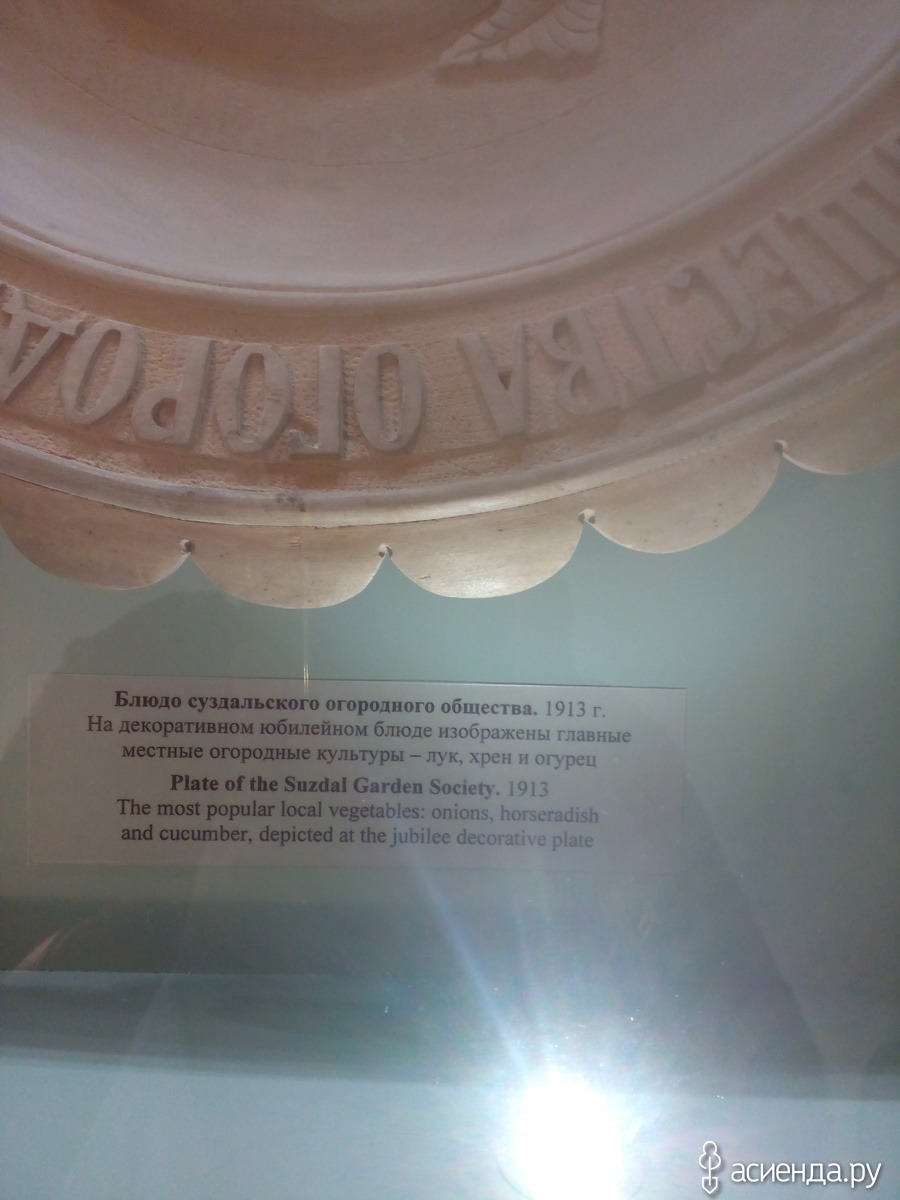 ЩЕСТВА ОГОРОД
Блюдо суздальского огородного общества. 1913 г.
На декоративном юбилейном блюде изображены главные
местные огородные культуры – лук, хрен и огурец
Plate of the Suzdal Garden Society. 1913
The most popular local vegetables: onions, horseradish
and cucumber, depicted at the jubilee decorative plate
асиенда.ру